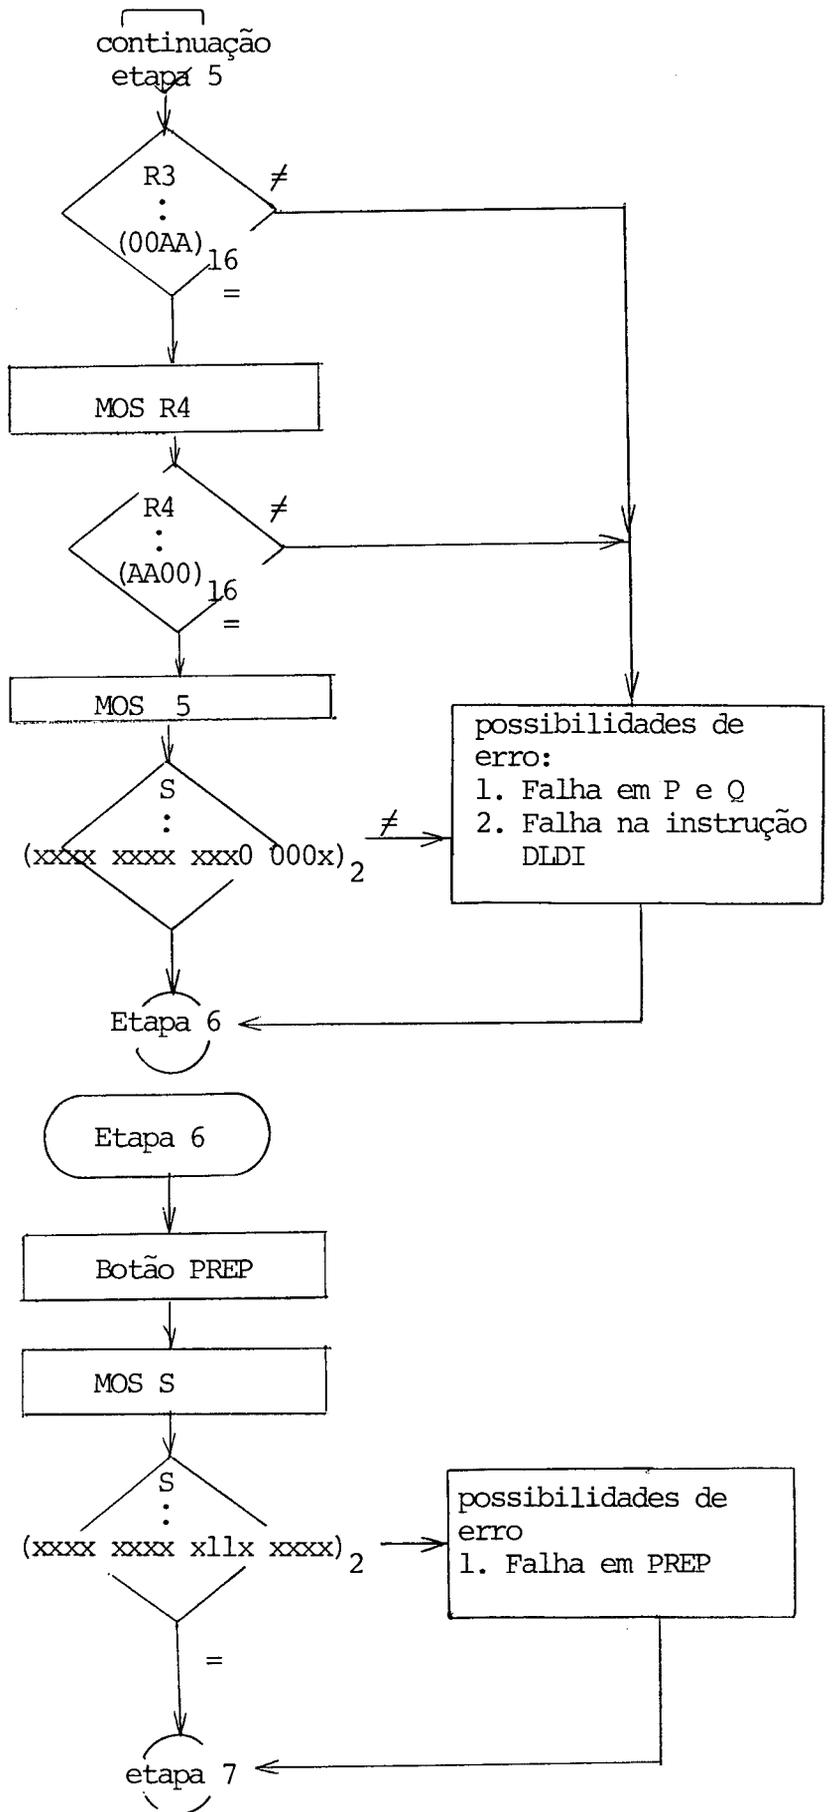 continuação
etapa 5
R3
:
(00AA)16
≠
=
MOS R4
R4
:
(AA00)16
≠
=
MOS 5
S
:
(xxxx xxxx xxx0 000x)2
≠
possibilidades de
erro:
1. Falha em P e Q
2. Falha na instrução
DLDI
Etapa 6
Etapa 6
Botão PREP
MOS S
S
:
(xxxx xxxx x11x xxxx)2
=
possibilidades de
erro
1. Falha em PREP
etapa 7